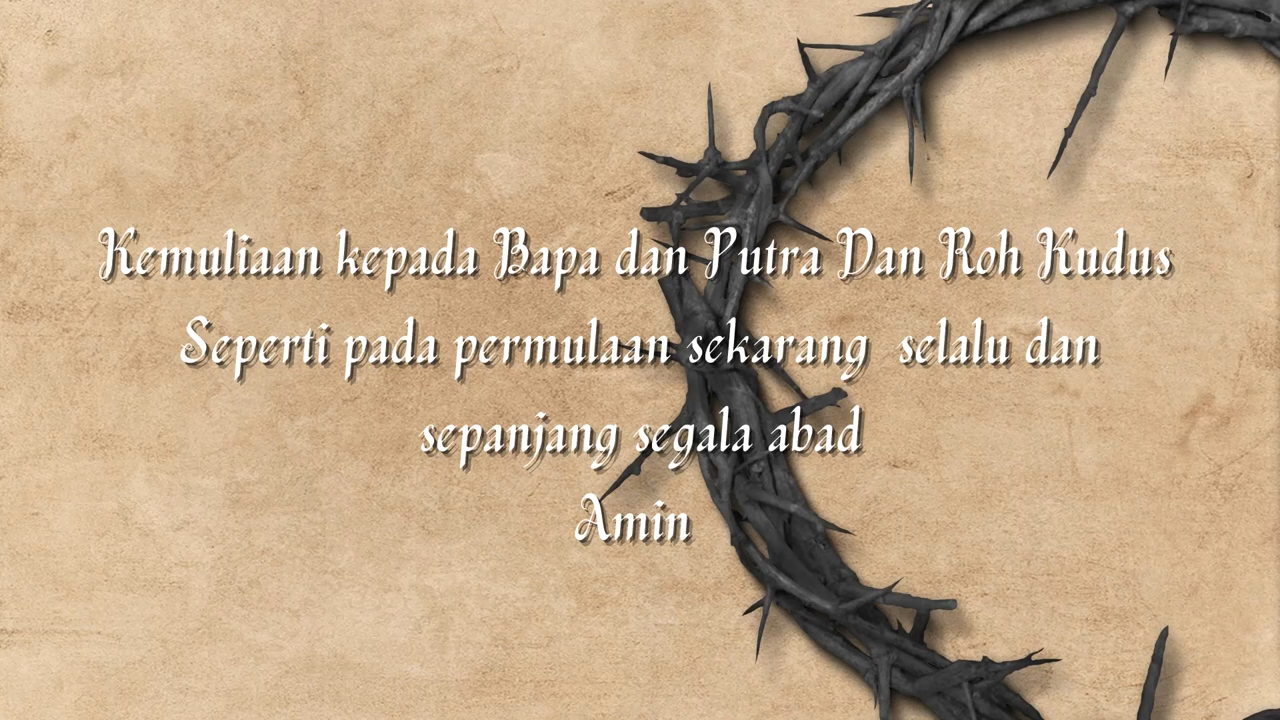 Kemuliaan kepada Bapa dan Putra Dan Roh Kudus
Seperti pada permulaan sekarang selalu dan
sepanjang segala abad
Amin